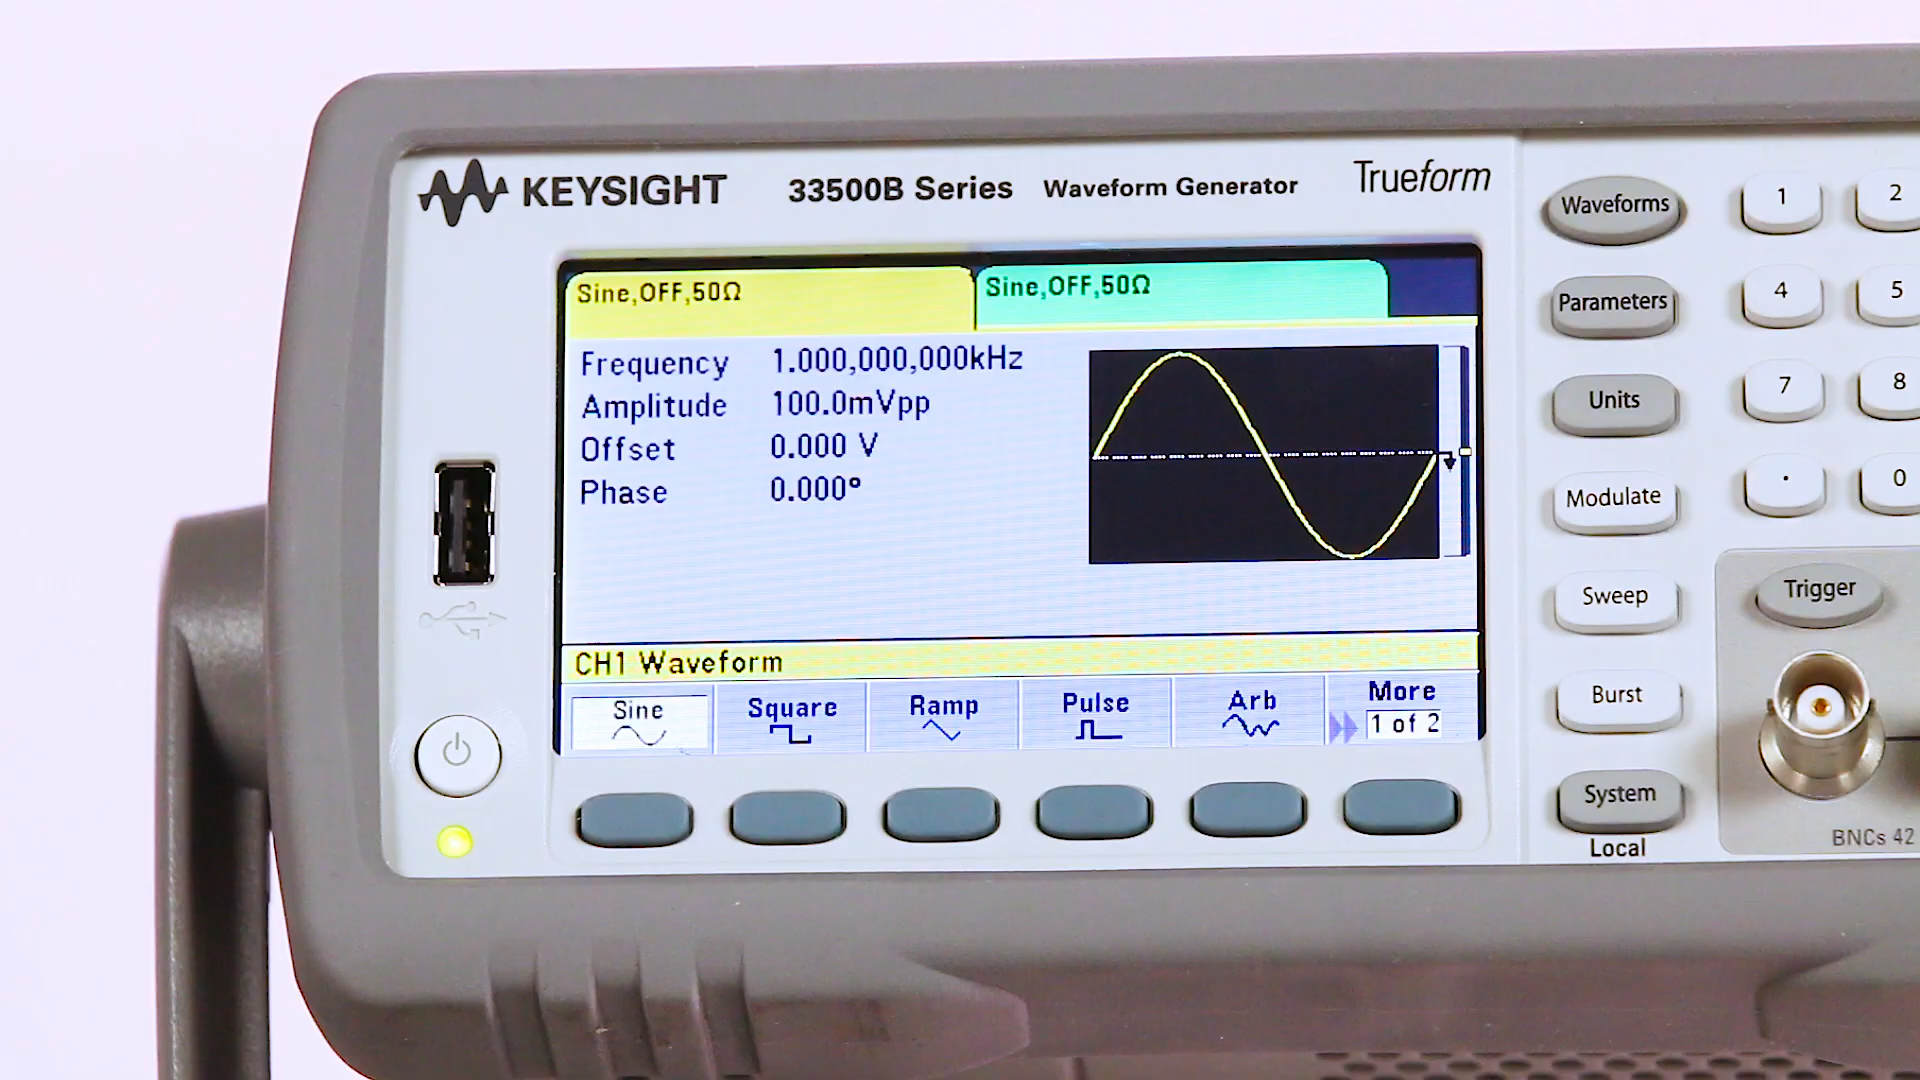 KEYSIGHT 33500B Series Waveform Generator Trueform
Sine,OFF,50Ω Sine,OFF,50Ω
Frequency 1.000,000,000kHz
Amplitude 100.0mVpp
Offset 0.000 V
Phase 0.000°
CH1 Waveform
Sine Square Ramp Pulse Arb More
1 of 2
Waveforms
Parameters
Units
Modulate
Sweep
Burst
System
Local
1 2
4 5
7 8
. 0
Trigger
BNCs 42